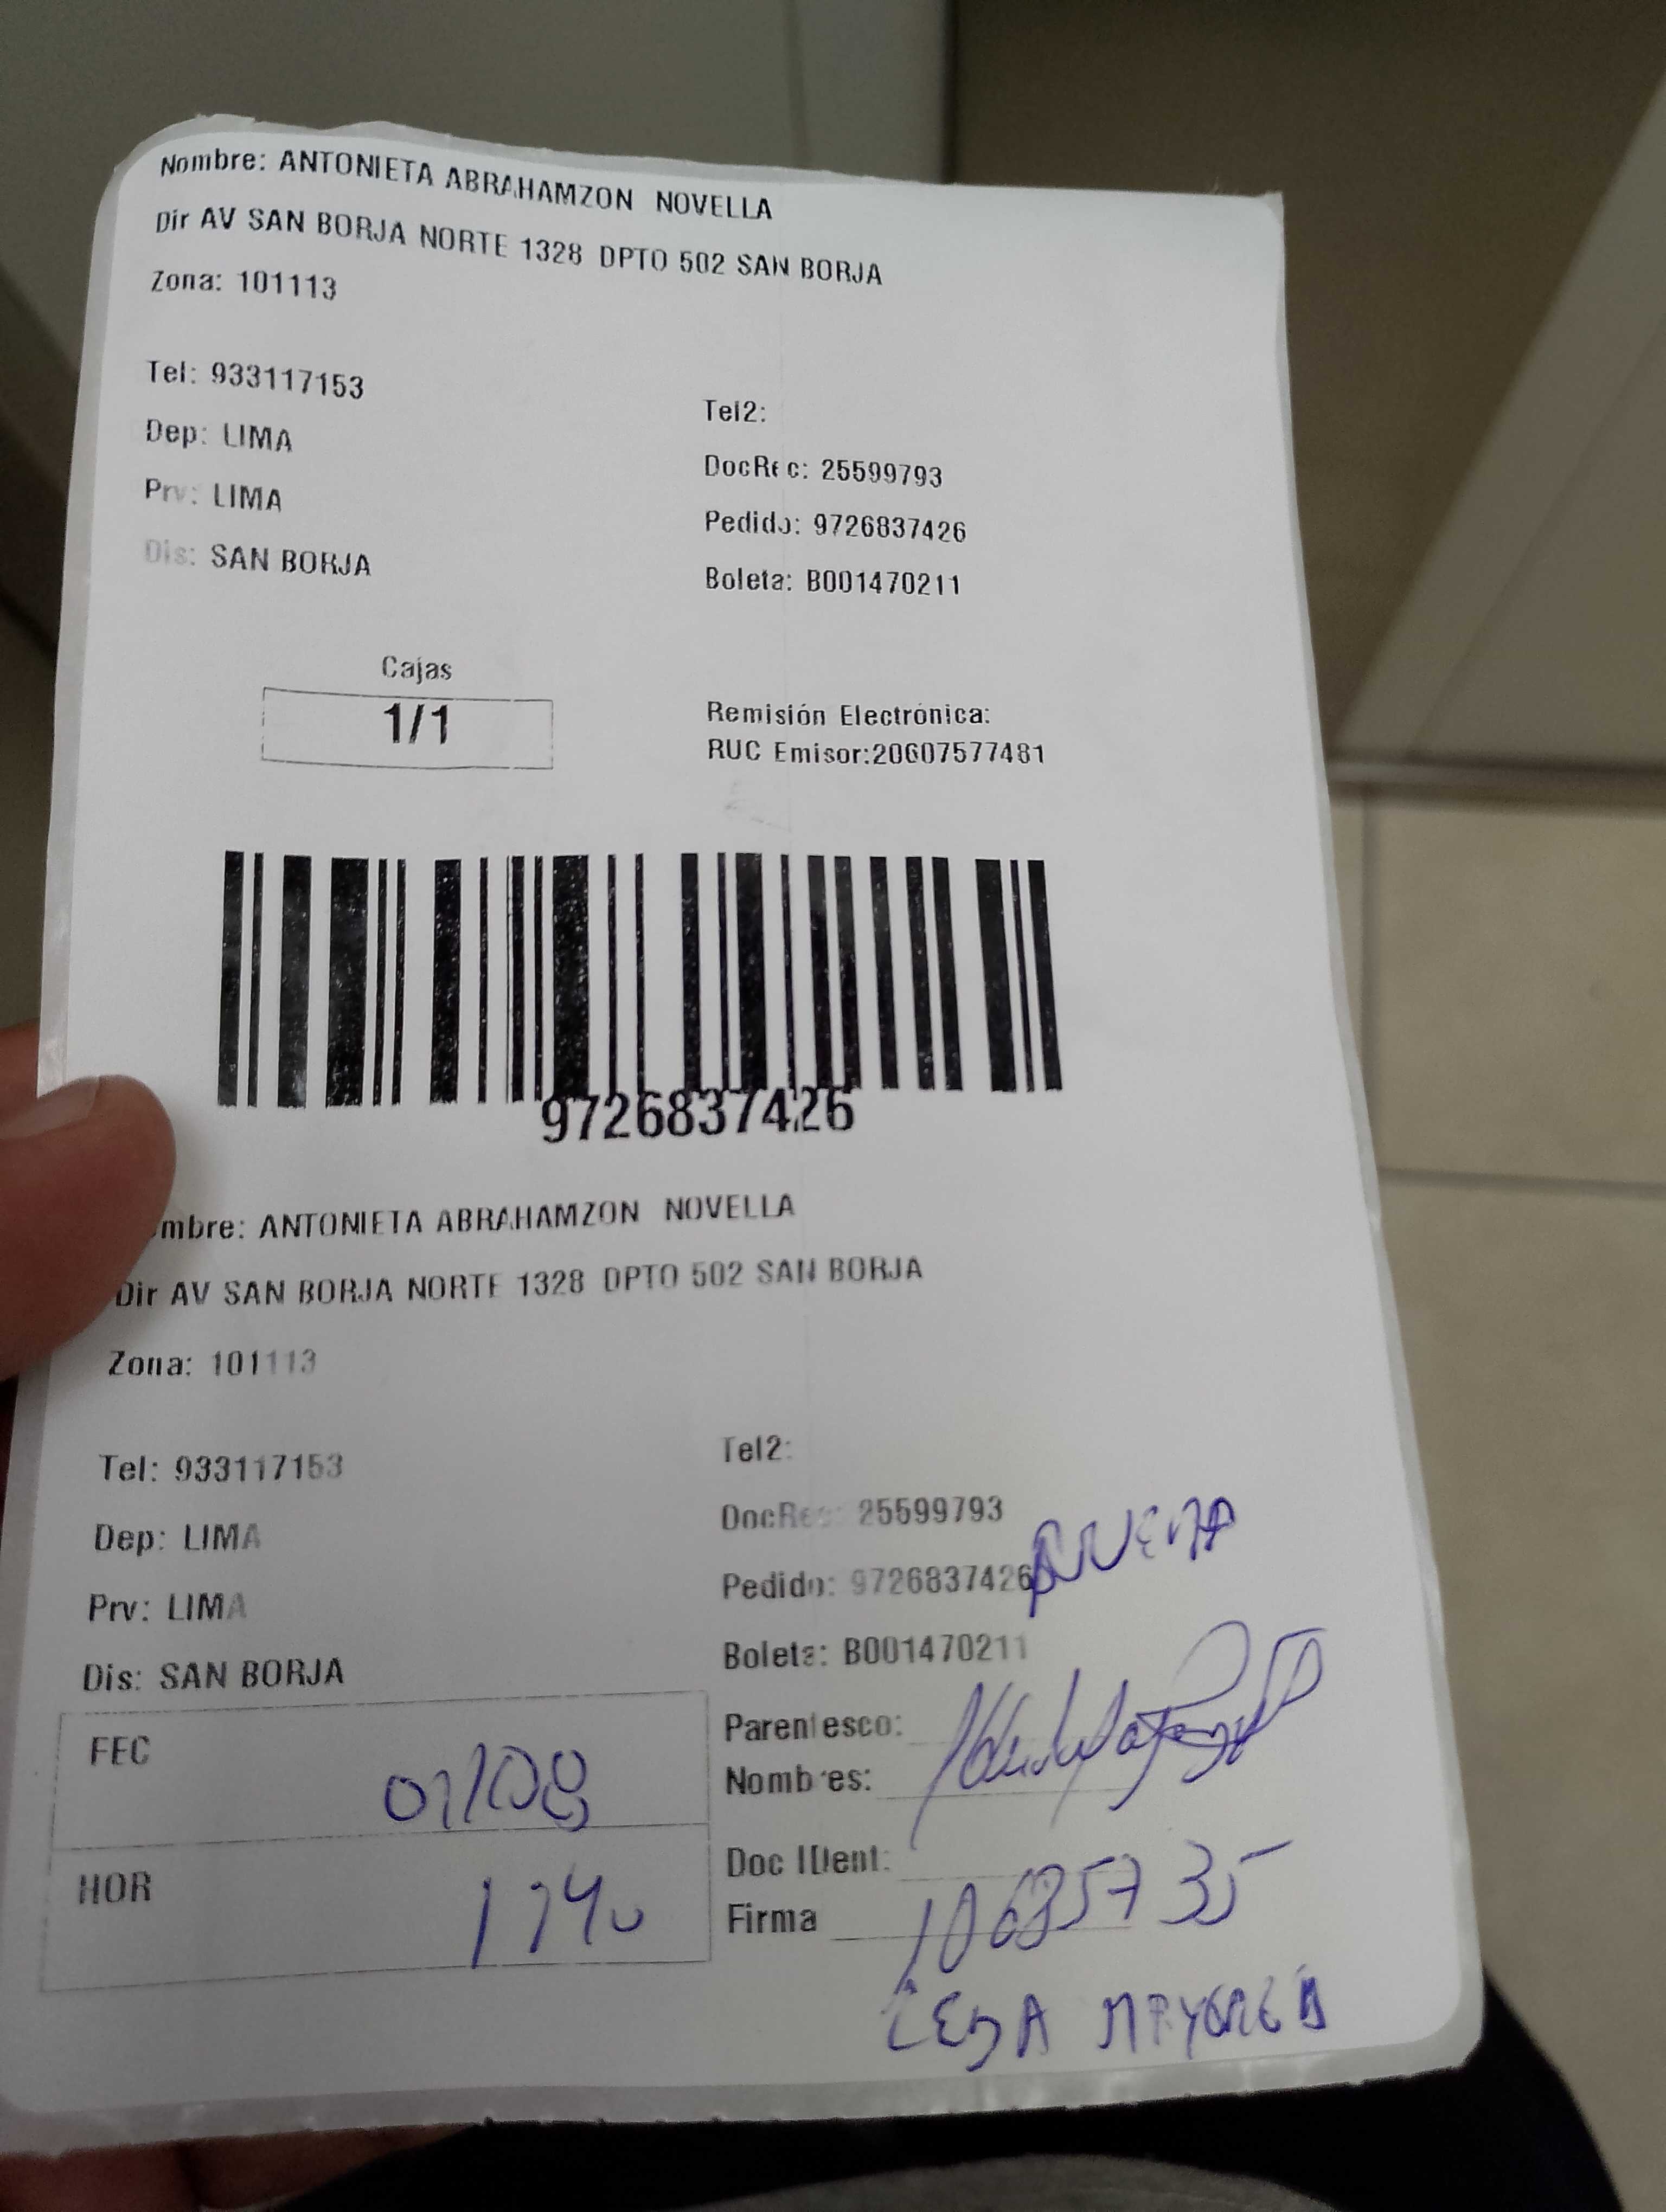 Nombre: ANTONIETA ABRAHAMZON NOVELLA
Dir AV SAN BORJA NORTE 1328 DPTO 502 SAN BORJA
Zona: 101113
Tel: 933117153
Tel2:
Dep: LIMA
DocRec: 25599793
Prv: LIMA
Pedido: 9726837426
Dis: SAN BORJA
Boleta: B001470211
Cajas
1/1
Remisión Electrónica:
RUC Emisor:20607577481
9726837426
mbre: ANTONIETA ABRAHAMZON NOVELLA
Dir AV SAN BORJA NORTE 1328 DPTO 502 SAN BORJA
Zona: 101113
Tel: 933117153
Tel2:
Dep: LIMA
DocRec: 25599793
Prv: LIMA
Pedido: 9726837426
Dis: SAN BORJA
Boleta: B001470211
FEC
Parentesco:
Nombres:
HOR 1740
Doc IDent:
Firma